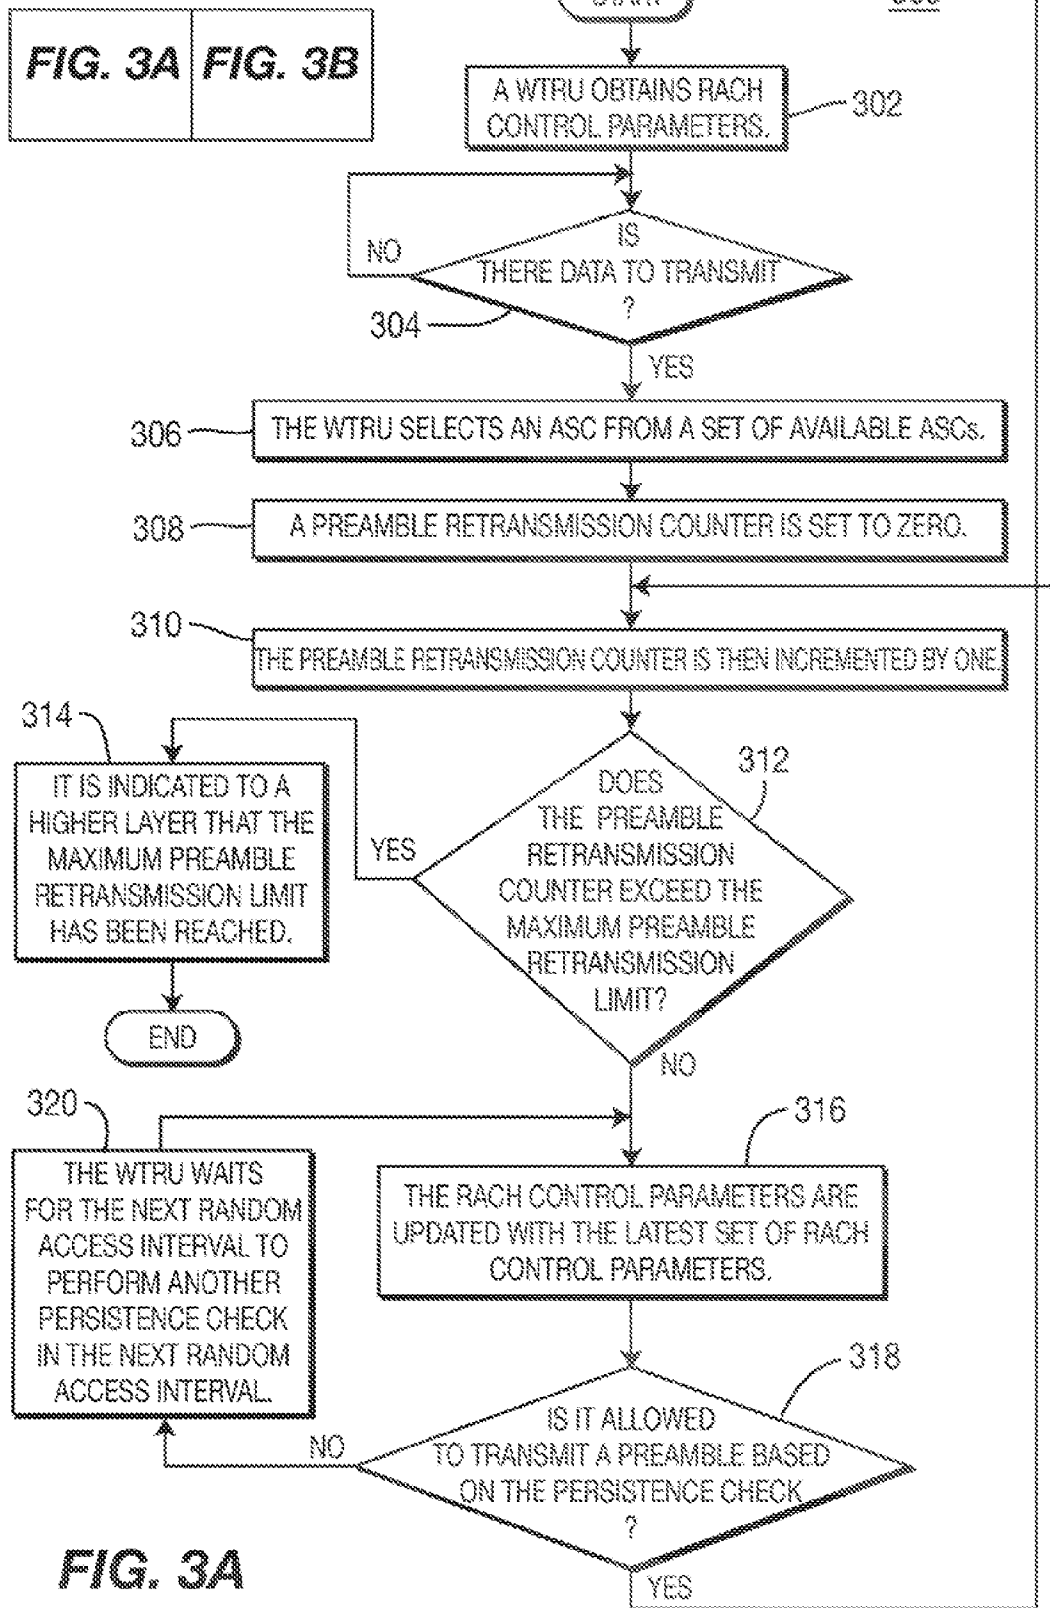 FIG. 3A FIG. 3B
A WTRU OBTAINS RACH
CONTROL PARAMETERS.
302
IS
THERE DATA TO TRANSMIT
?
NO
304
YES
306
THE WTRU SELECTS AN ASC FROM A SET OF AVAILABLE ASCs.
308
A PREAMBLE RETRANSMISSION COUNTER IS SET TO ZERO.
310
THE PREAMBLE RETRANSMISSION COUNTER IS THEN INCREMENTED BY ONE.
314
IT IS INDICATED TO A
HIGHER LAYER THAT THE
MAXIMUM PREAMBLE
RETRANSMISSION LIMIT
HAS BEEN REACHED.
END
YES
312
DOES
THE PREAMBLE
RETRANSMISSION
COUNTER EXCEED THE
MAXIMUM PREAMBLE
RETRANSMISSION
LIMIT?
NO
320
THE WTRU WAITS
FOR THE NEXT RANDOM
ACCESS INTERVAL TO
PERFORM ANOTHER
PERSISTENCE CHECK
IN THE NEXT RANDOM
ACCESS INTERVAL.
316
THE RACH CONTROL PARAMETERS ARE
UPDATED WITH THE LATEST SET OF RACH
CONTROL PARAMETERS.
318
IS IT ALLOWED
TO TRANSMIT A PREAMBLE BASED
ON THE PERSISTENCE CHECK
?
NO
YES
FIG. 3A